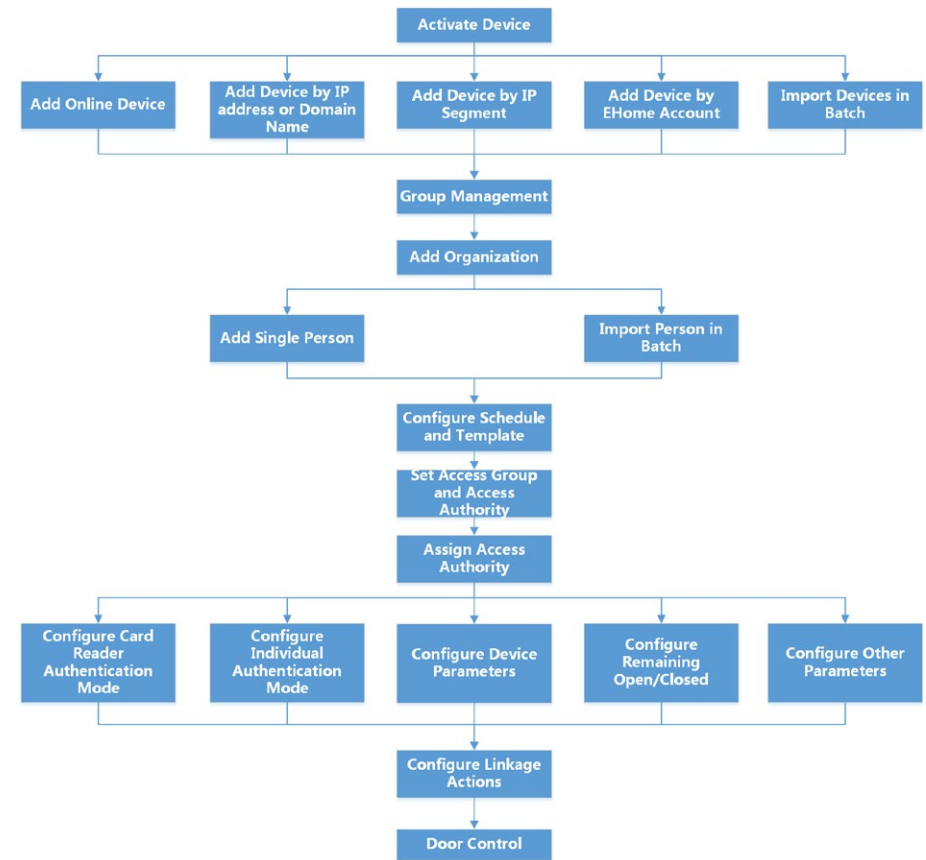 Activate Device
Add Online Device
Add Device by IP
address or Domain
Name
Add Device by IP
Segment
Add Device by
EHome Account
Import Devices in
Batch
Group Management
Add Organization
Add Single Person
Import Person in
Batch
Configure Schedule
and Template
Set Access Group
and Access
Authority
Assign Access
Authority
Configure Card
Reader
Authentication
Mode
Configure
Individual
Authentication
Mode
Configure Device
Parameters
Configure
Remaining
Open/Closed
Configure Other
Parameters
Configure Linkage
Actions
Door Control